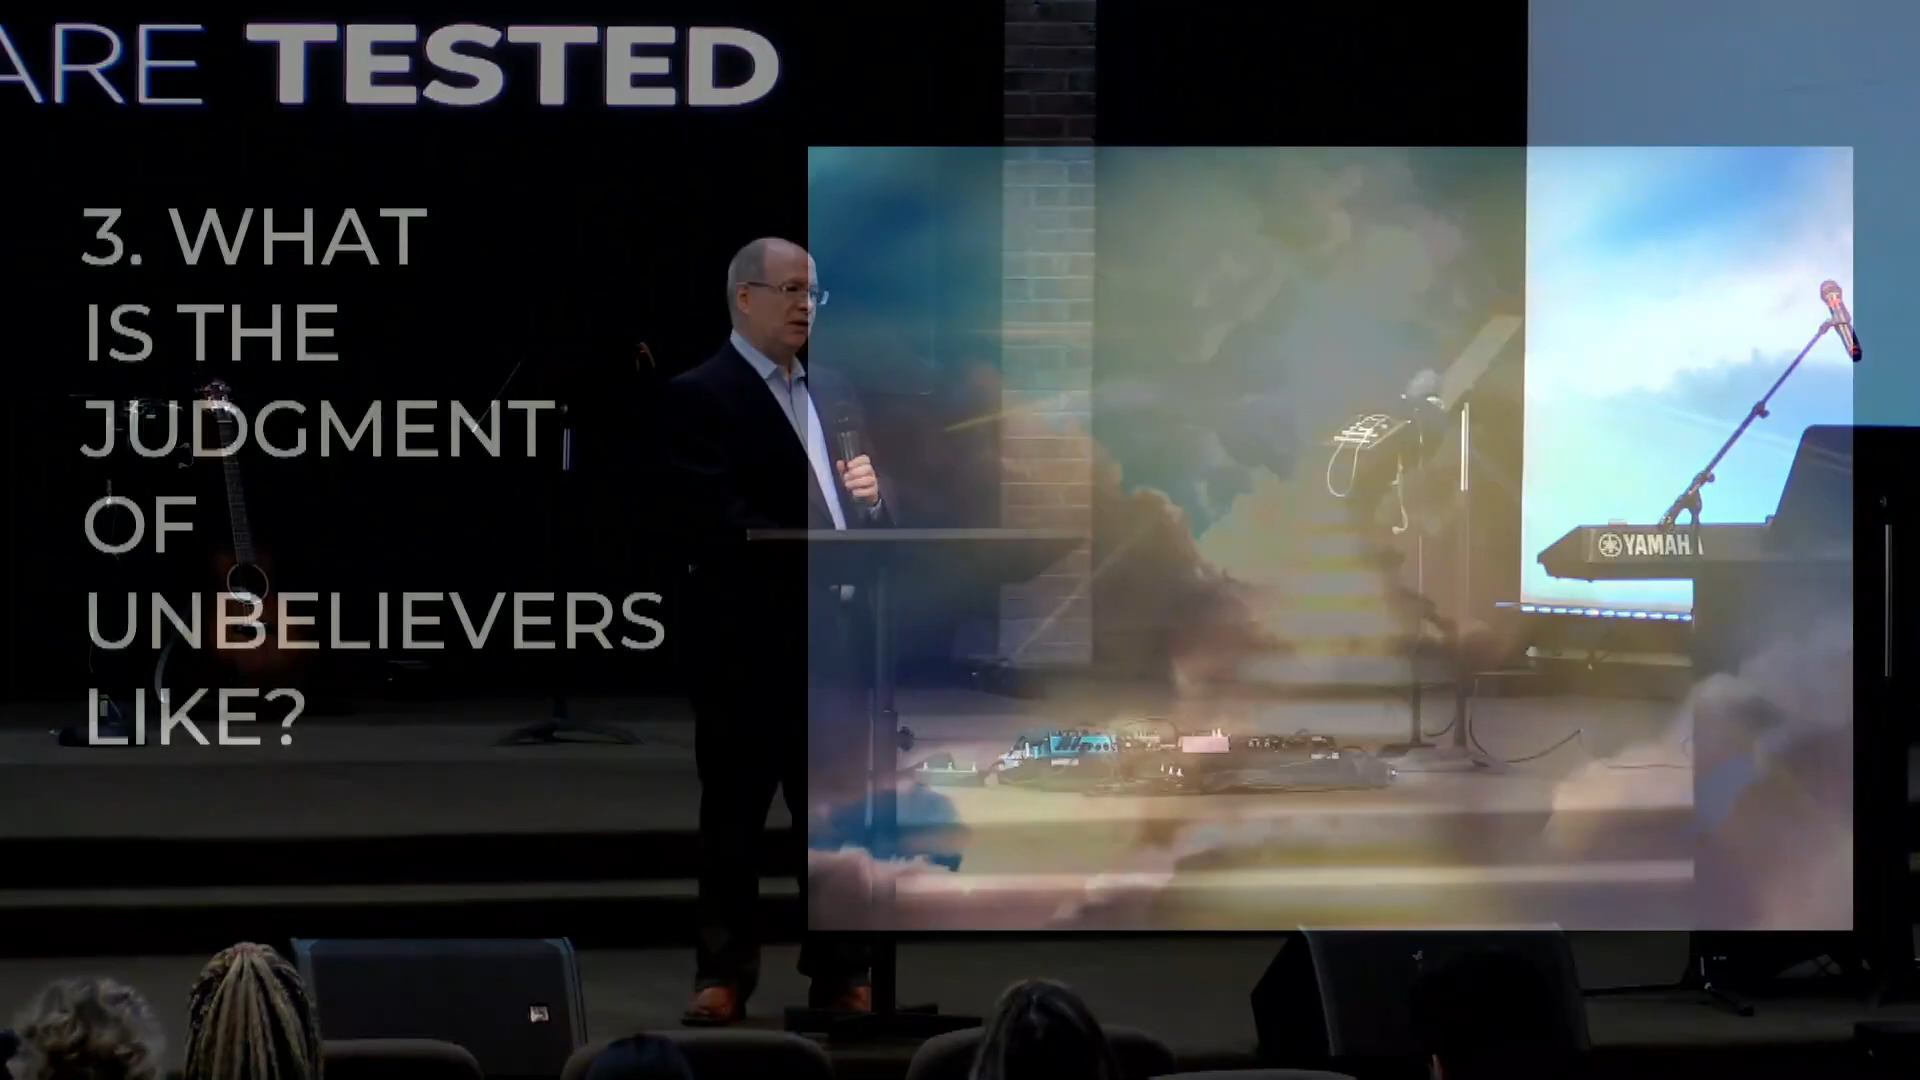 ARE TESTED
3. WHAT
IS THE
JUDGMENT
OF
UNBELIEVERS
LIKE?
YAMAHA